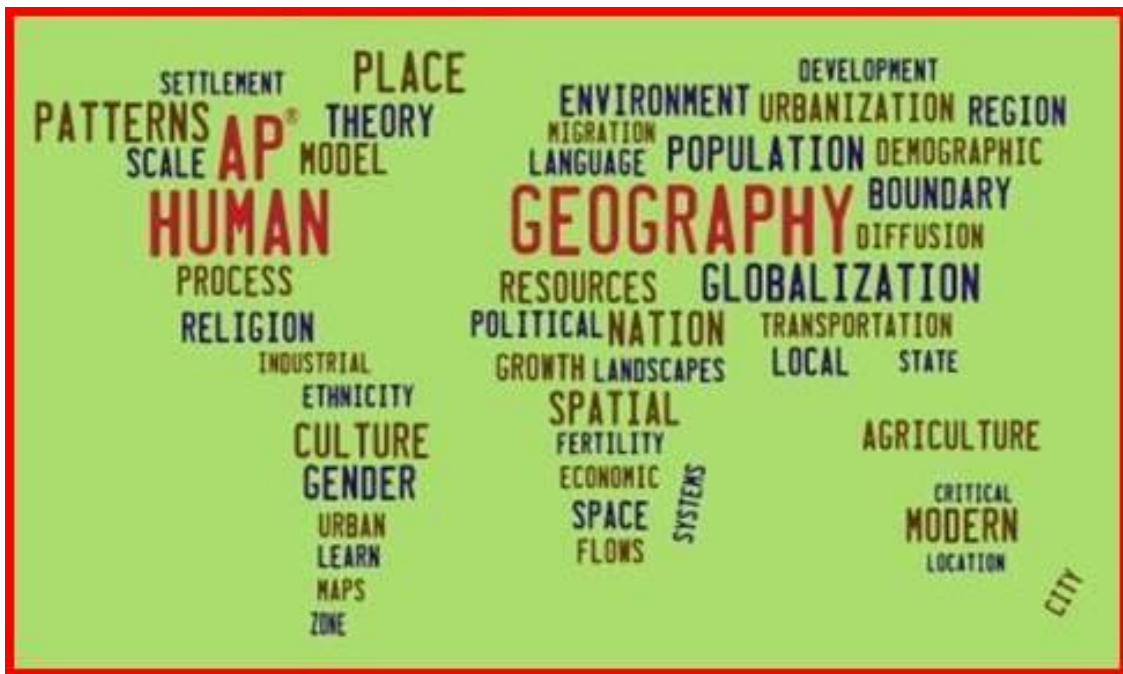 SETTLEMENT
PLACE
PATTERNS
AP®
THEORY
SCALE
MODEL
HUMAN
PROCESS
RELIGION
INDUSTRIAL
ETHNICITY
CULTURE
GENDER
URBAN
LEARN
MAPS
ZONE
DEVELOPMENT
ENVIRONMENT
URBANIZATION
REGION
MIGRATION
LANGUAGE
POPULATION
DEMOGRAPHIC
GEOGRAPHY
BOUNDARY
DIFFUSION
RESOURCES
GLOBALIZATION
POLITICAL
NATION
TRANSPORTATION
GROWTH
LANDSCAPES
LOCAL
STATE
SPATIAL
FERTILITY
ECONOMIC
SYSTEMS
SPACE
FLOWS
AGRICULTURE
CRITICAL
MODERN
LOCATION
CITY